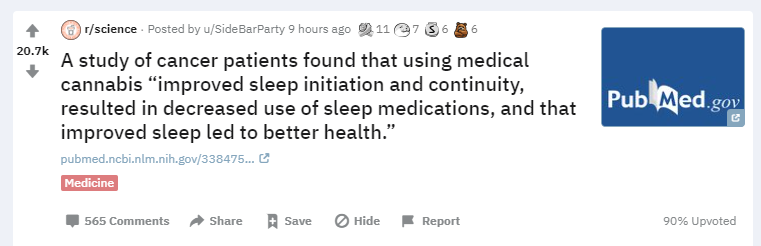 r/science · Posted by u/SideBarParty 9 hours ago 11 7 6 6
20.7k
A study of cancer patients found that using medical
cannabis “improved sleep initiation and continuity,
resulted in decreased use of sleep medications, and that
improved sleep led to better health.”
pubmed.ncbi.nlm.nih.gov/338475...
Medicine
PubMed.gov
565 Comments Share Save Hide Report 90% Upvoted